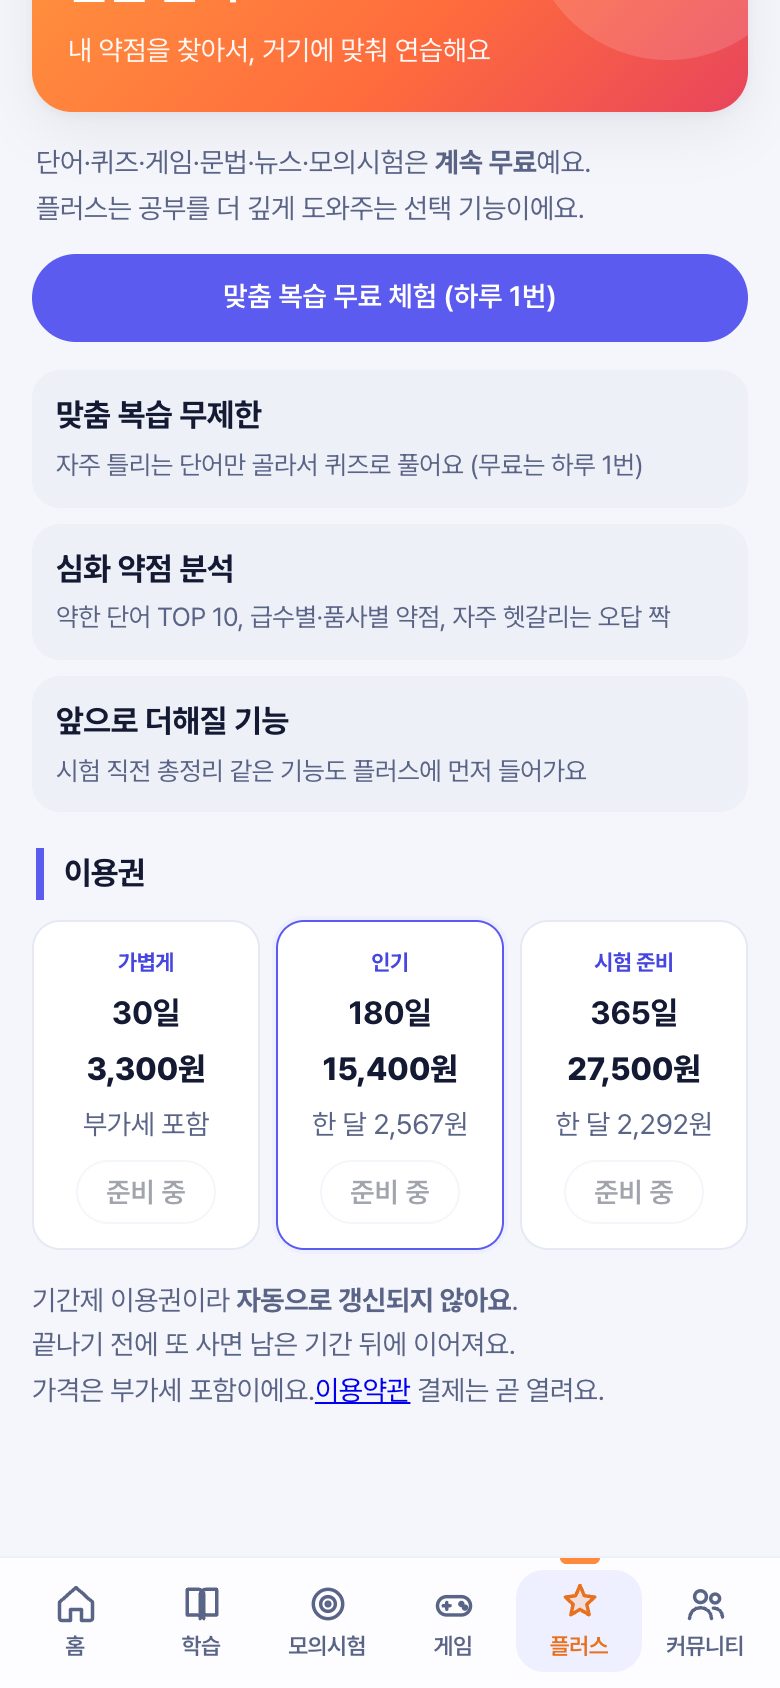 내 약점을 찾아서, 거기에 맞춰 연습해요
단어·퀴즈·게임·문법·뉴스·모의시험은 계속 무료예요.
플러스는 공부를 더 깊게 도와주는 선택 기능이에요.
맞춤 복습 무료 체험 (하루 1번)
맞춤 복습 무제한
자주 틀리는 단어만 골라서 퀴즈로 풀어요 (무료는 하루 1번)
심화 약점 분석
약한 단어 TOP 10, 급수별·품사별 약점, 자주 헷갈리는 오답 짝
앞으로 더해질 기능
시험 직전 총정리 같은 기능도 플러스에 먼저 들어가요
이용권
가볍게
30일
3,300원
부가세 포함
준비 중
인기
180일
15,400원
한 달 2,567원
준비 중
시험 준비
365일
27,500원
한 달 2,292원
준비 중
기간제 이용권이라 자동으로 갱신되지 않아요.
끝나기 전에 또 사면 남은 기간 뒤에 이어져요.
가격은 부가세 포함이에요.이용약관 결제는 곧 열려요.
홈
학습
모의시험
게임
플러스
커뮤니티